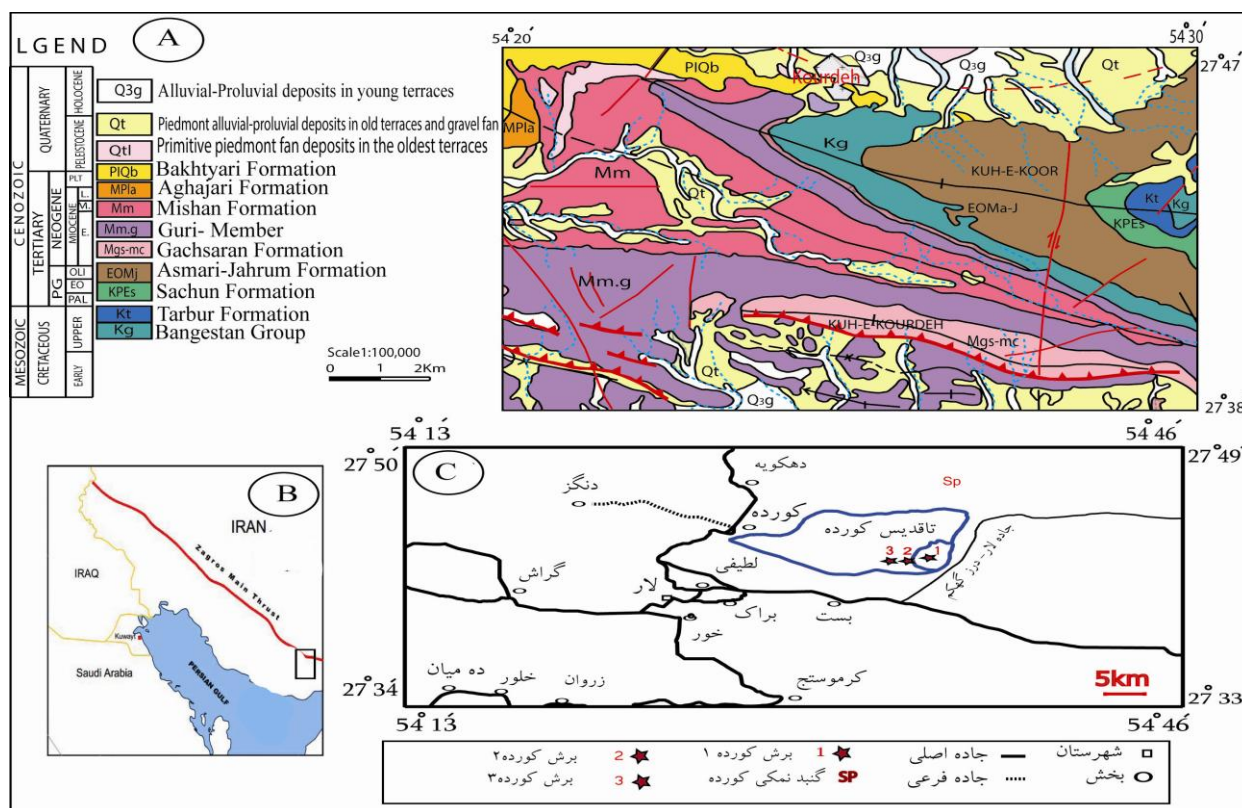 LGEND
A
CENOZOIC
MESOZOIC
QUATERNARY
TERTIARY
CRETACEOUS
NEOGENE
PG
HOLOCENE
PELESTOCENE
PLT
MIOCENE
L.
M.
E.
OLI
EO
PAL
UPPER
EARLY
Q3g Alluvial-Proluvial deposits in young terraces
Qt Piedmont alluvial-proluvial deposits in old terraces and gravel fan
Qtl Primitive piedmont fan deposits in the oldest terraces
PlQb Bakhtyari Formation
MPla Aghajari Formation
Mm Mishan Formation
Mm.g Guri- Member
Mgs-mc Gachsaran Formation
EOMj Asmari-Jahrum Formation
KPEs Sachun Formation
Kt Tarbur Formation
Kg Bangestan Group
Scale1:100,000
0 1 2Km
54° 20′
54° 30′
27° 47′
27° 38′
PlQb
Kourdeh
Q3g
Q3g
Qt
MPla
Mm
Qt
Kg
KUH-E-KOOR
EOMa-J
Kt
Kg
KPEs
Mm.g
KUH-E-KOURDEH
Mgs-mc
Qt
Q3g
B
IRAN
IRAQ
Zagros Main Thrust
Kuwayt
Saudi Arabia
PERSIAN GULF
C
54° 13′
54° 46′
27° 50′
27° 49′
دهکویه
Sp
دنگز
کورده
تاقدیس کورده
3 2 1
جاده لار-درز گهکم
لطیفی
گراش
لار
براک
بست
خور
ده میان
خلور
زروان
کرموستج
5km
27° 34′
27° 33′
54° 13′
54° 46′
شهرستان
جاده اصلی
1 برش کورده ۱
2 برش کورده۲
بخش
جاده فرعی
SP گنبد نمکی کورده
3 برش کورده۳